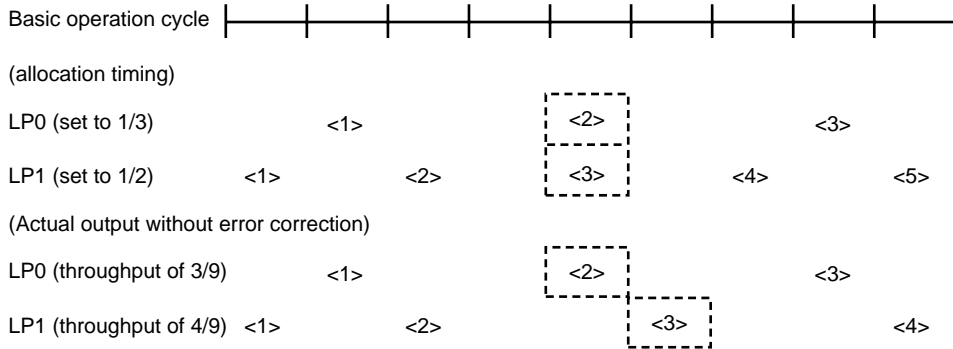 Basic operation cycle
(allocation timing)
LP0 (set to 1/3) <1> <2> <3>
LP1 (set to 1/2) <1> <2> <3> <4> <5>
(Actual output without error correction)
LP0 (throughput of 3/9) <1> <2> <3>
LP1 (throughput of 4/9) <1> <2> <3> <4>